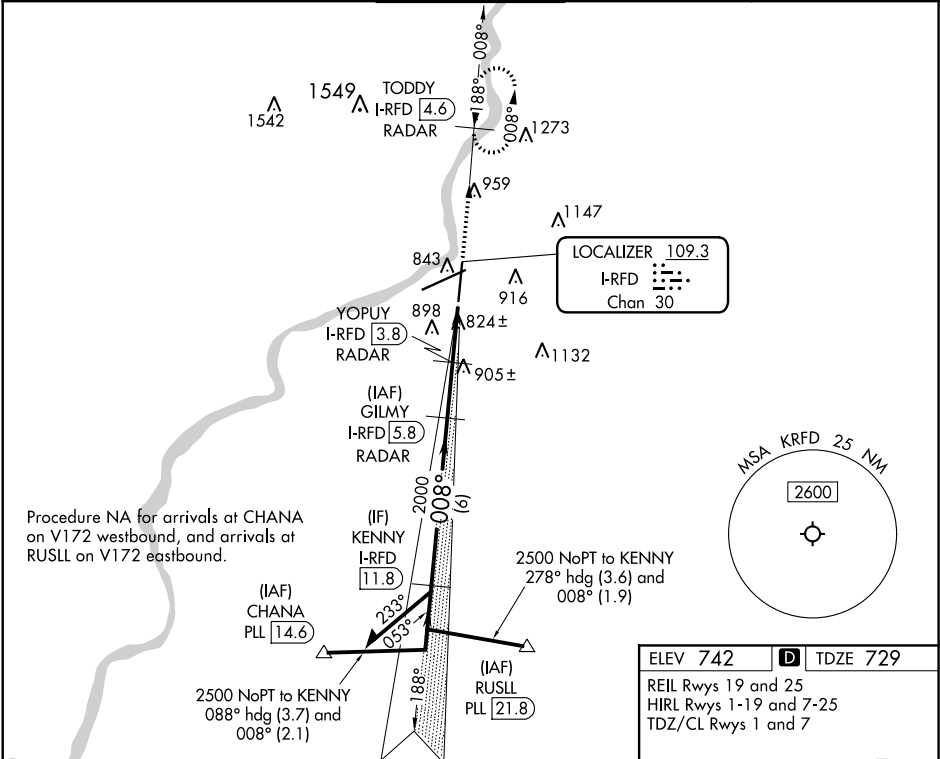 008°
188°
008°
TODDY
I-RFD 4.6
RADAR
1549
1542
1273
959
1147
LOCALIZER 109.3
I-RFD
Chan 30
843
916
YOPUY
I-RFD 3.8
RADAR
898
824±
1132
905±
(IAF)
GILMY
I-RFD 5.8
RADAR
MSA KRFD 25 NM
2600
2000
008°
(6)
Procedure NA for arrivals at CHANA
on V172 westbound, and arrivals at
RUSLL on V172 eastbound.
(IF)
KENNY
I-RFD
11.8
2500 NoPT to KENNY
278° hdg (3.6) and
008° (1.9)
(IAF)
CHANA
PLL 14.6
233°
053°
188°
(IAF)
RUSLL
PLL 21.8
2500 NoPT to KENNY
088° hdg (3.7) and
008° (2.1)
ELEV 742 D TDZE 729
REIL Rwys 19 and 25
HIRL Rwys 1-19 and 7-25
TDZ/CL Rwys 1 and 7